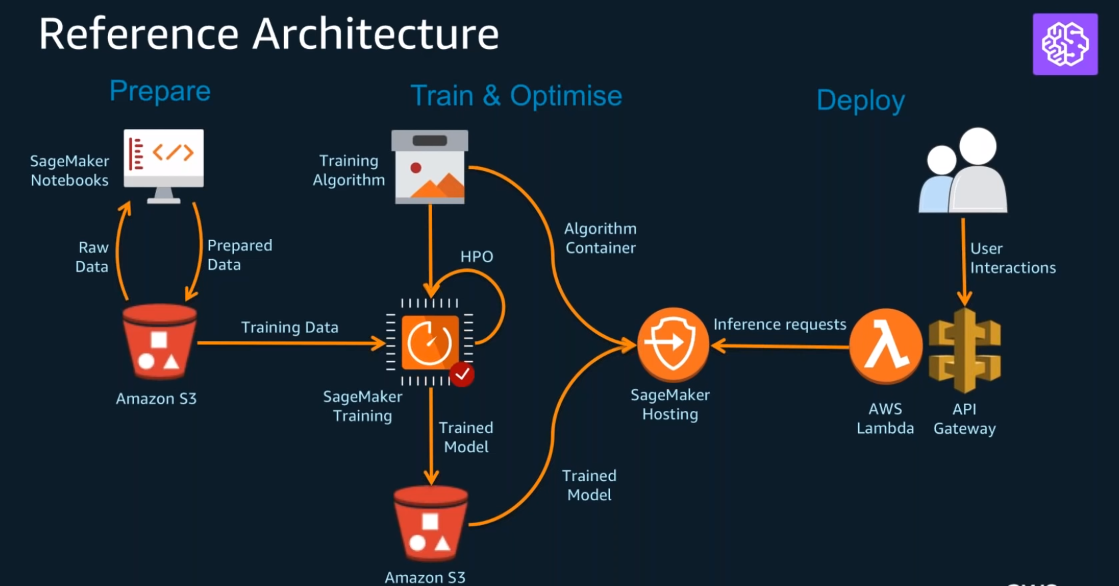 Reference Architecture
Prepare
Train & Optimise
Deploy
SageMaker
Notebooks
Raw
Data
Prepared
Data
Amazon S3
Training Data
Training
Algorithm
HPO
Algorithm
Container
SageMaker
Training
Trained
Model
Amazon S3
Trained
Model
SageMaker
Hosting
Inference requests
User
Interactions
AWS
Lambda
API
Gateway